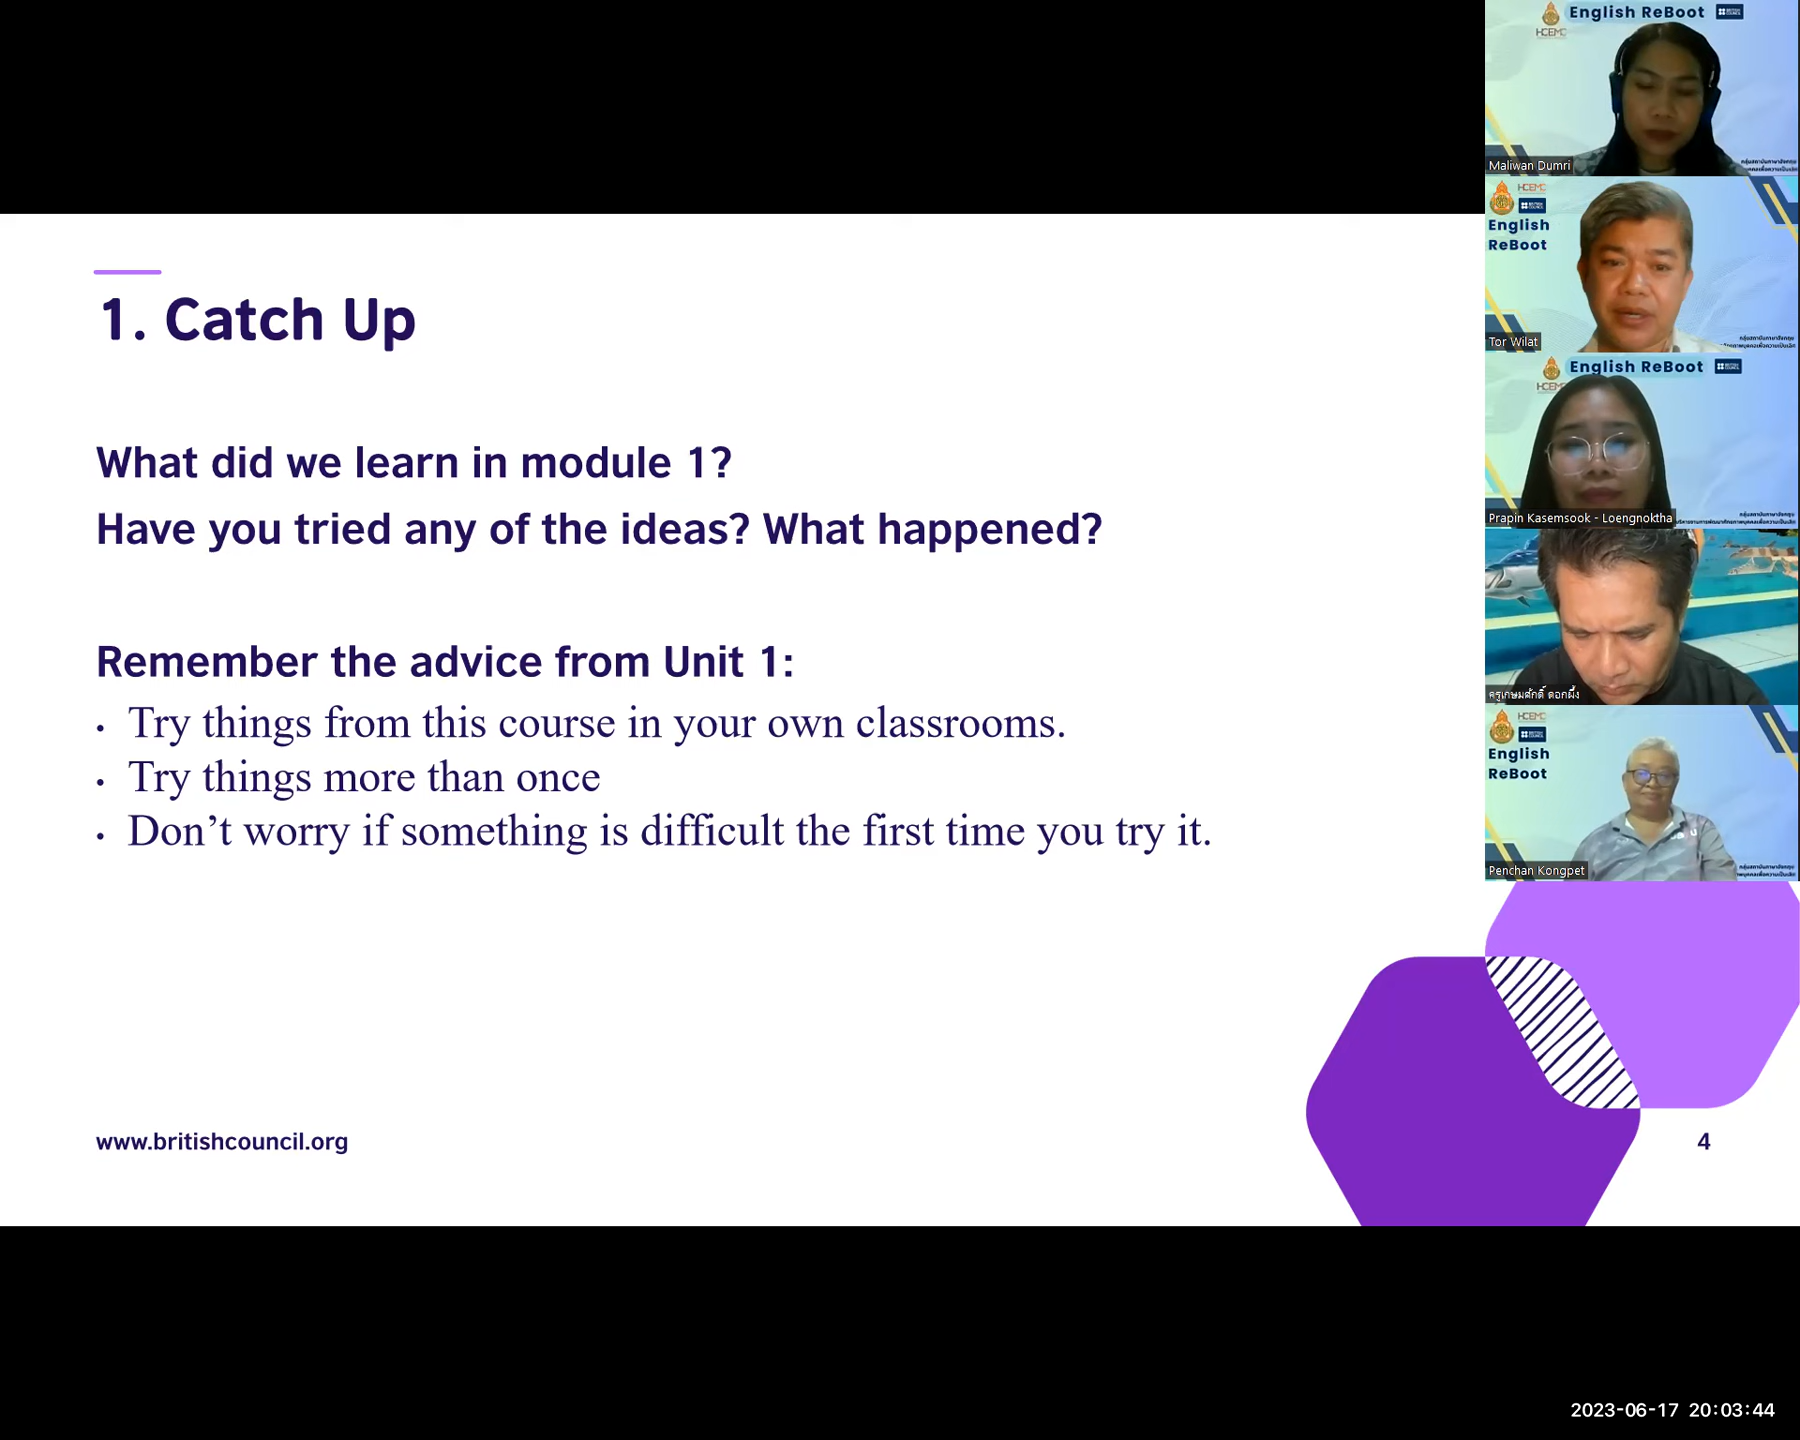 1. Catch Up
What did we learn in module 1?
Have you tried any of the ideas? What happened?
Remember the advice from Unit 1:
• Try things from this course in your own classrooms.
• Try things more than once
• Don’t worry if something is difficult the first time you try it.
www.britishcouncil.org
4
English ReBoot
HCEMC
Maliwan Dumri
HCEMC
English
ReBoot
Tor Wilat
English ReBoot
HCEMC
Prapin Kasemsook - Loengnoktha
ครูเกษมศักดิ์ ดอกผึ้ง
HCEMC
English
ReBoot
Penchan Kongpet
2023-06-17 20:03:44